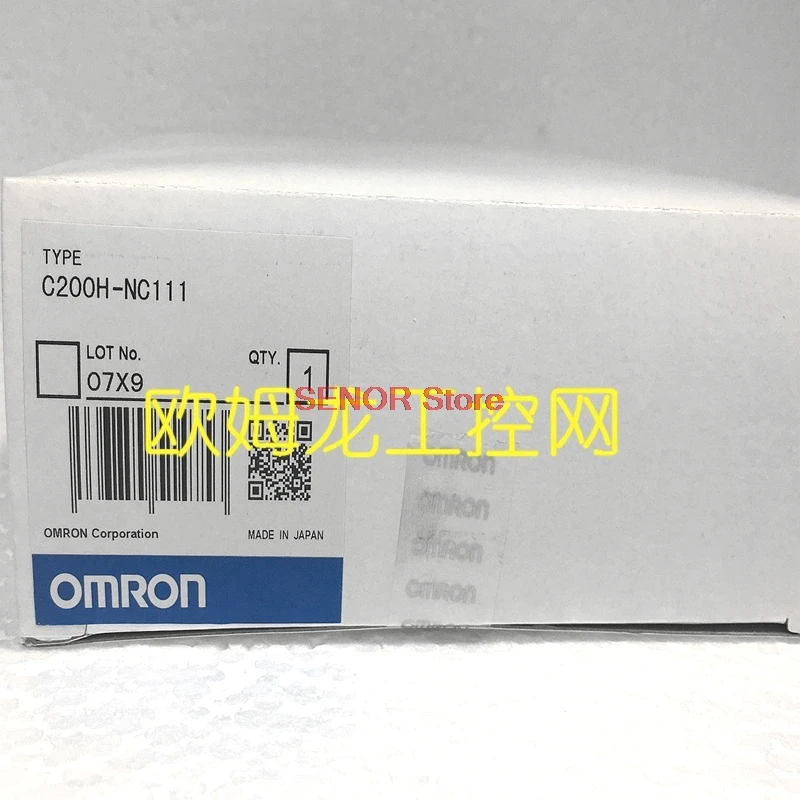 TYPE
C200H-NC111
LOT No.
07X9
QTY.
1
SENOR Store
欧姆龙工控网
OMRON Corporation
MADE IN JAPAN
OMRON
OMRON
OMRON
OMRON
OMRON
OMRON